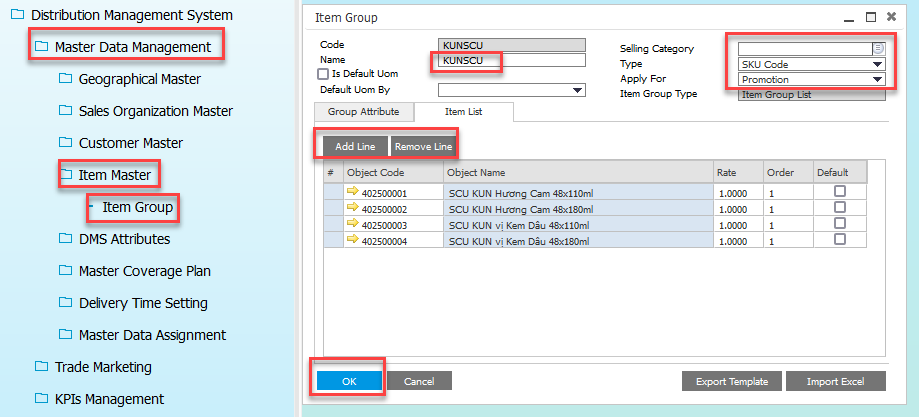 Distribution Management System
Master Data Management
Geographical Master
Sales Organization Master
Customer Master
Item Master
Item Group
DMS Attributes
Master Coverage Plan
Delivery Time Setting
Master Data Assignment
Trade Marketing
KPIs Management
Item Group
Code KUNSCU
Name KUNSCU
Is Default Uom
Default Uom By
Selling Category
Type SKU Code
Apply For Promotion
Item Group Type Item Group List
Group Attribute Item List
Add Line Remove Line
# Object Code Object Name Rate Order Default
402500001 SCU KUN Hương Cam 48x110ml 1.0000 1
402500002 SCU KUN Hương Cam 48x180ml 1.0000 1
402500003 SCU KUN vị Kem Dâu 48x110ml 1.0000 1
402500004 SCU KUN vị Kem Dâu 48x180ml 1.0000 1
OK Cancel Export Template Import Excel